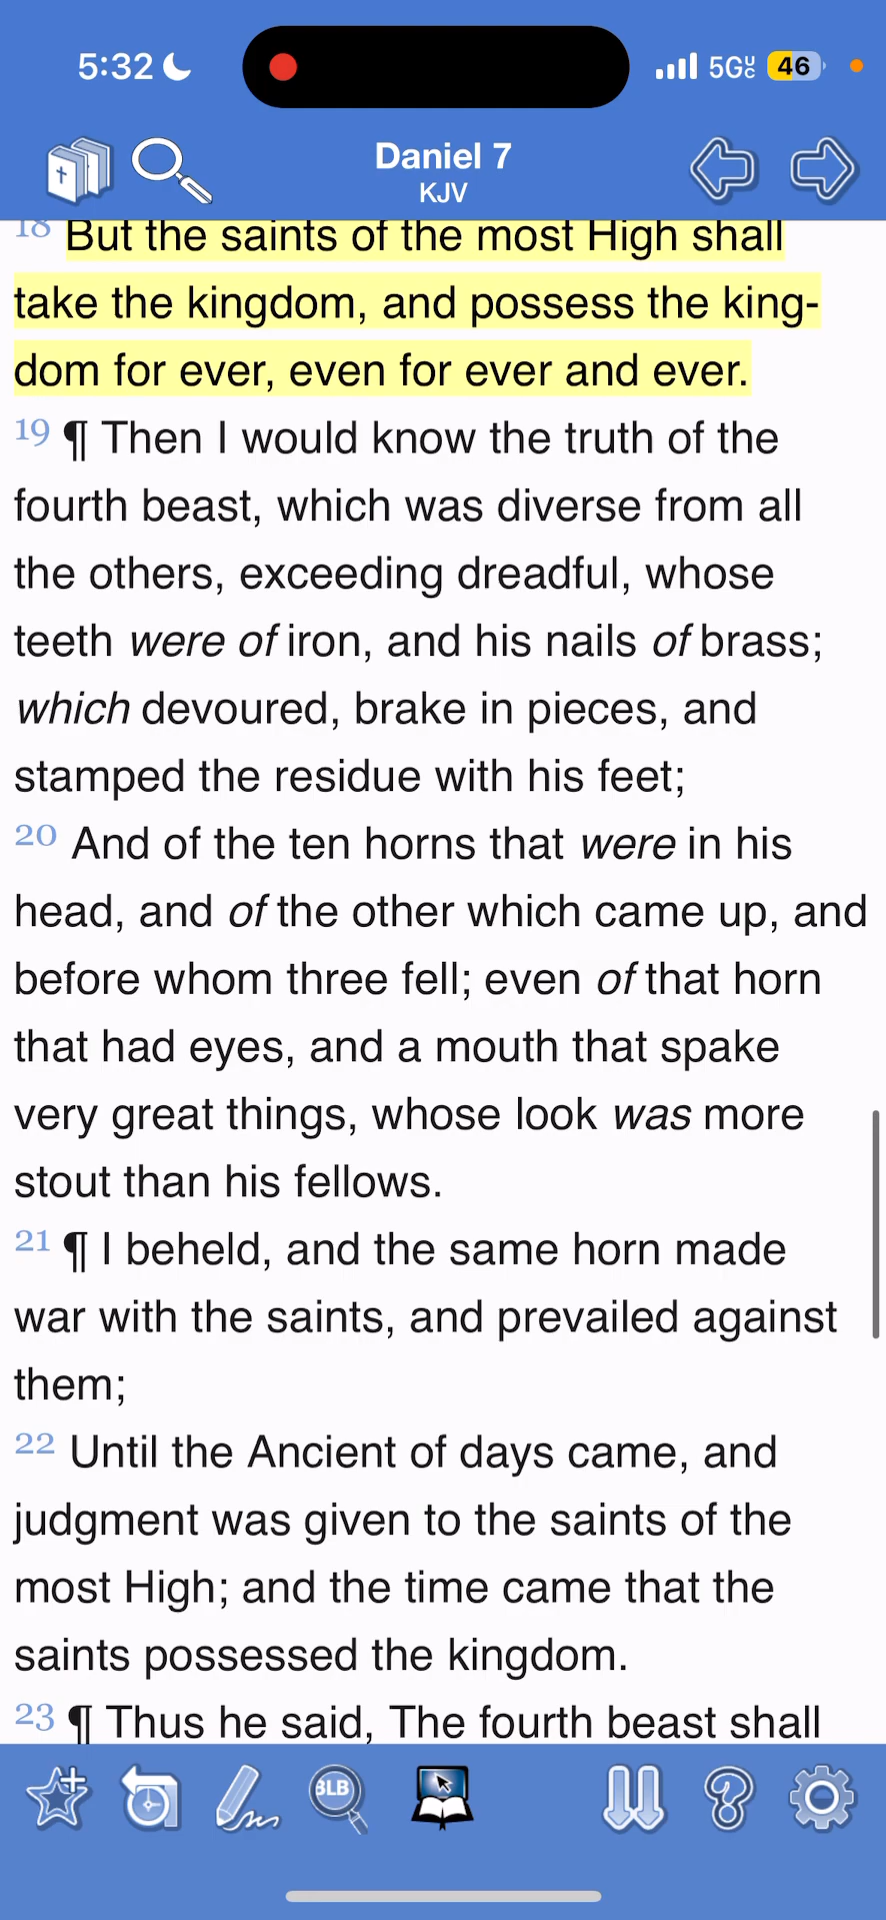 5:32
5G
46
Daniel 7
KJV
18 But the saints of the most High shall
take the kingdom, and possess the king-
dom for ever, even for ever and ever.
19 ¶ Then I would know the truth of the
fourth beast, which was diverse from all
the others, exceeding dreadful, whose
teeth were of iron, and his nails of brass;
which devoured, brake in pieces, and
stamped the residue with his feet;
20 And of the ten horns that were in his
head, and of the other which came up, and
before whom three fell; even of that horn
that had eyes, and a mouth that spake
very great things, whose look was more
stout than his fellows.
21 ¶ I beheld, and the same horn made
war with the saints, and prevailed against
them;
22 Until the Ancient of days came, and
judgment was given to the saints of the
most High; and the time came that the
saints possessed the kingdom.
23 ¶ Thus he said, The fourth beast shall
BLB